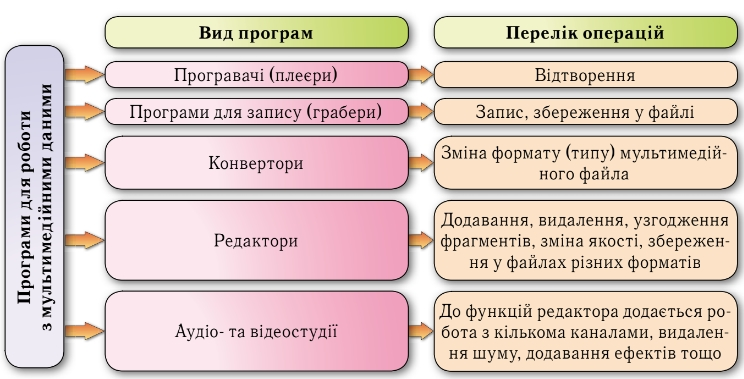 Програми для роботи
з мультимедійними даними
Вид програм
Перелік операцій
Програвачі (плеєри)
Відтворення
Програми для запису (грабери)
Запис, збереження у файлі
Конвертори
Зміна формату (типу) мультимедій-
ного файла
Редактори
Додавання, видалення, узгодження
фрагментів, зміна якості, збережен-
ня у файлах різних форматів
Аудіо- та відеостудії
До функцій редактора додається ро-
бота з кількома каналами, видален-
ня шуму, додавання ефектів тощо